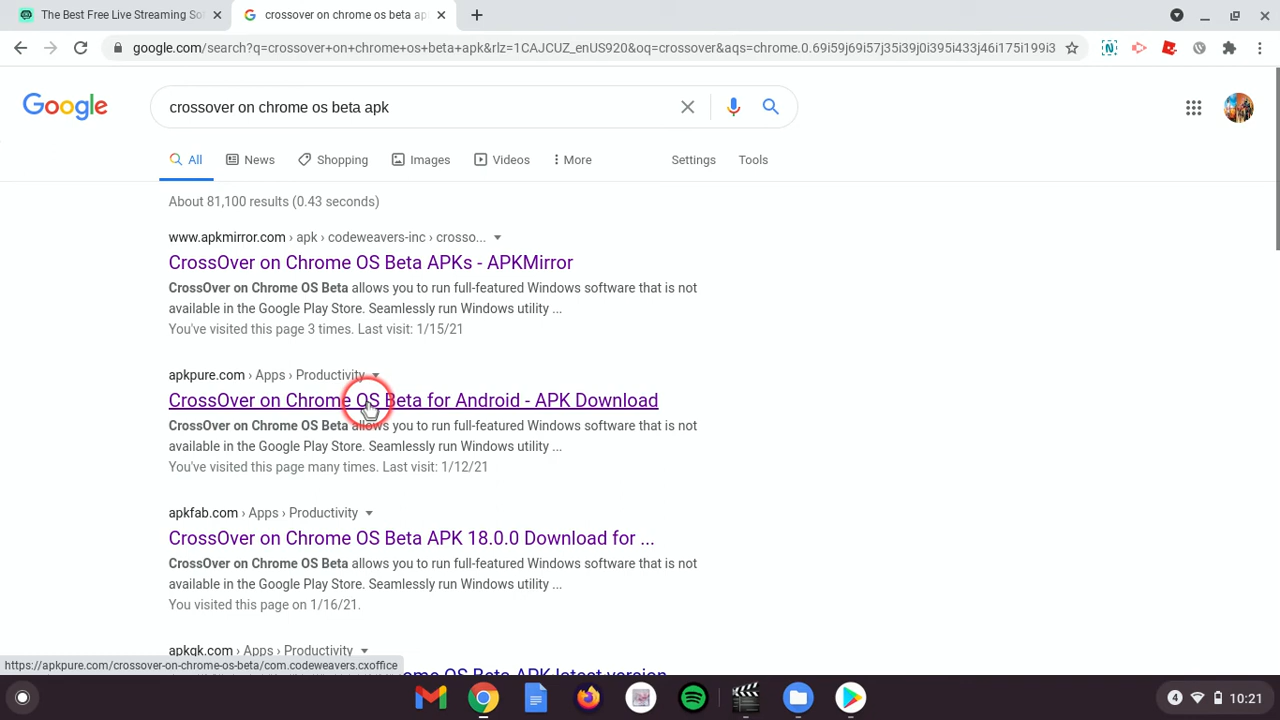 The Best Free Live Streaming So
crossover on chrome os beta ap
google.com/search?q=crossover+on+chrome+os+beta+apk&rlz=1CAJCUZ_enUS920&oq=crossover&aqs=chrome.0.69i59j69i57j35i39j0i395i433j46i175i199i3
Google
crossover on chrome os beta apk
All News Shopping Images Videos More Settings Tools
About 81,100 results (0.43 seconds)
www.apkmirror.com › apk › codeweavers-inc › crosso...
CrossOver on Chrome OS Beta APKs - APKMirror
CrossOver on Chrome OS Beta allows you to run full-featured Windows software that is not
available in the Google Play Store. Seamlessly run Windows utility ...
You've visited this page 3 times. Last visit: 1/15/21
apkpure.com › Apps › Productivity
CrossOver on Chrome OS Beta for Android - APK Download
CrossOver on Chrome OS Beta allows you to run full-featured Windows software that is not
available in the Google Play Store. Seamlessly run Windows utility ...
You've visited this page many times. Last visit: 1/12/21
apkfab.com › Apps › Productivity
CrossOver on Chrome OS Beta APK 18.0.0 Download for ...
CrossOver on Chrome OS Beta allows you to run full-featured Windows software that is not
available in the Google Play Store. Seamlessly run Windows utility ...
You visited this page on 1/16/21.
apkgk.com › Apps › Productivity
ome OS Beta APK latest version
https://apkpure.com/crossover-on-chrome-os-beta/com.codeweavers.cxoffice
4 10:21